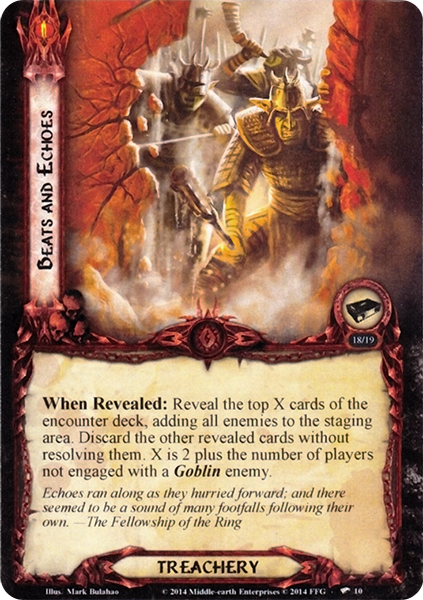 BEATS AND ECHOES
18/19
When Revealed: Reveal the top X cards of the
encounter deck, adding all enemies to the staging
area. Discard the other revealed cards without
resolving them. X is 2 plus the number of players
not engaged with a Goblin enemy.
Echoes ran along as they hurried forward; and there
seemed to be a sound of many footfalls following their
own. —The Fellowship of the Ring
TREACHERY
Illus. Mark Bulahao © 2014 Middle-earth Enterprises © 2014 FFG 10